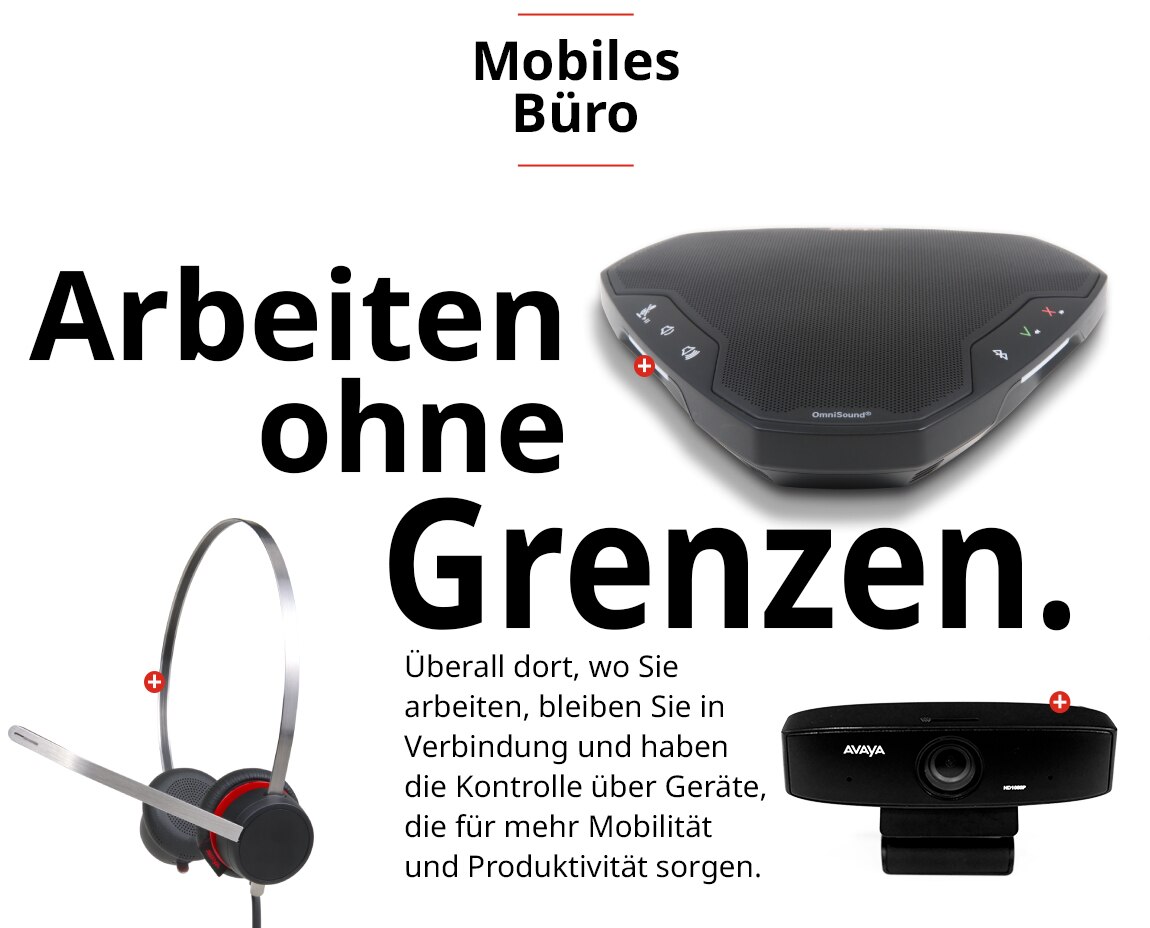 Mobiles
Büro
Arbeiten
ohne
Grenzen.
OmniSound®
Überall dort, wo Sie
arbeiten, bleiben Sie in
Verbindung und haben
die Kontrolle über Geräte,
die für mehr Mobilität
und Produktivität sorgen.
AVAYA
HD1080P